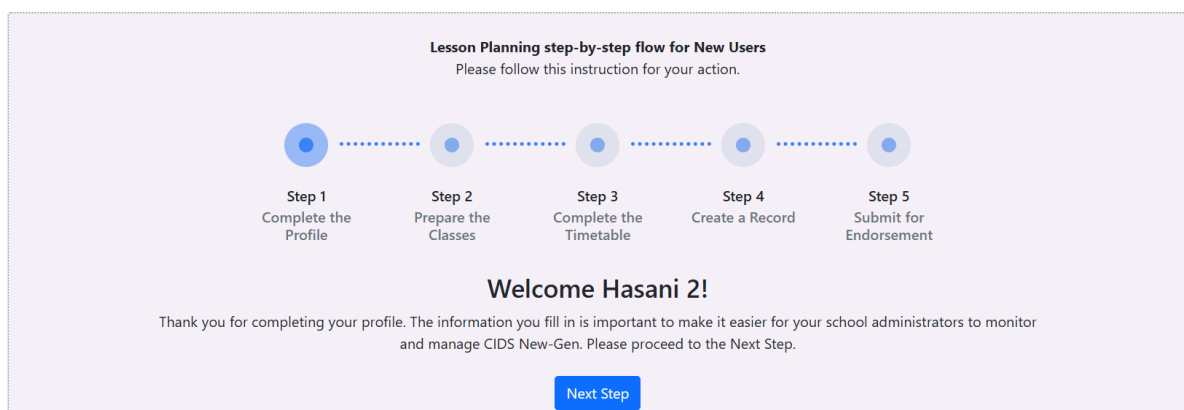 Lesson Planning step-by-step flow for New Users
Please follow this instruction for your action.
Step 1
Complete the
Profile
Step 2
Prepare the
Classes
Step 3
Complete the
Timetable
Step 4
Create a Record
Step 5
Submit for
Endorsement
Welcome Hasani 2!
Thank you for completing your profile. The information you fill in is important to make it easier for your school administrators to monitor
and manage CIDS New-Gen. Please proceed to the Next Step.
Next Step